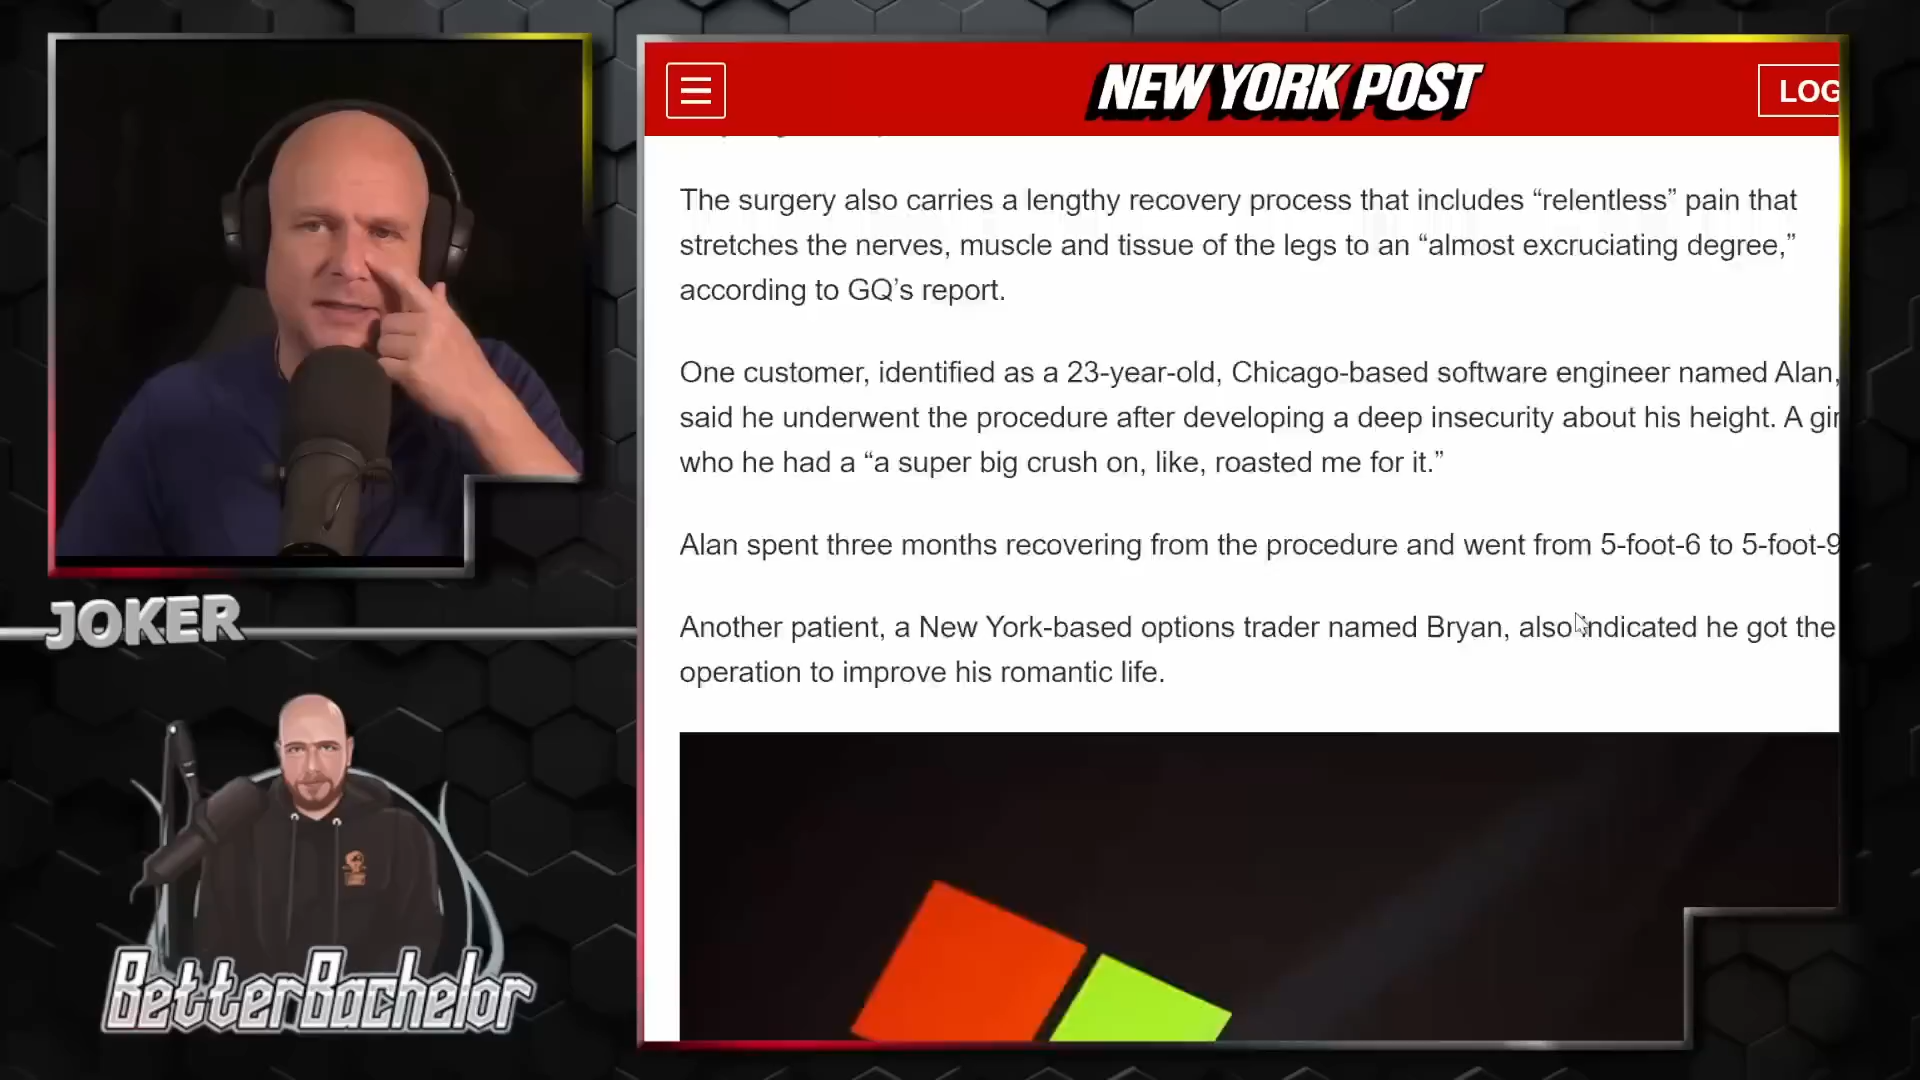 NEW YORK POST
LOG
The surgery also carries a lengthy recovery process that includes “relentless” pain that
stretches the nerves, muscle and tissue of the legs to an “almost excruciating degree,”
according to GQ’s report.
One customer, identified as a 23-year-old, Chicago-based software engineer named Alan,
said he underwent the procedure after developing a deep insecurity about his height. A gir
who he had a “a super big crush on, like, roasted me for it.”
Alan spent three months recovering from the procedure and went from 5-foot-6 to 5-foot-9
Another patient, a New York-based options trader named Bryan, also indicated he got the
operation to improve his romantic life.
JOKER
BetterBachelor